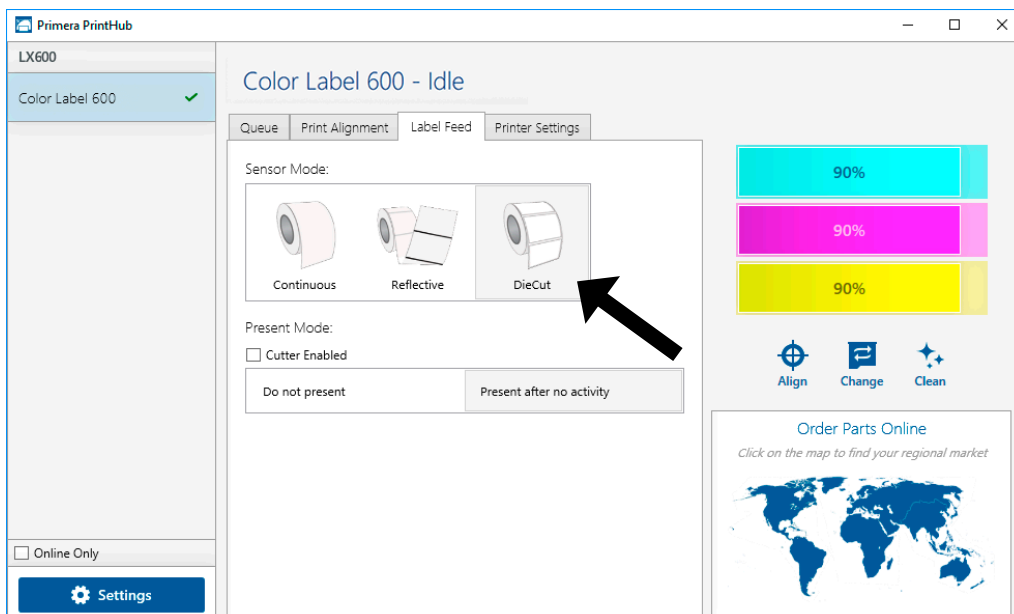 Primera PrintHub
LX600
Color Label 600
Color Label 600 - Idle
Queue Print Alignment Label Feed Printer Settings
Sensor Mode:
Continuous Reflective DieCut
Present Mode:
Cutter Enabled
Do not present Present after no activity
90%
90%
90%
Align Change Clean
Order Parts Online
Click on the map to find your regional market
Online Only
Settings